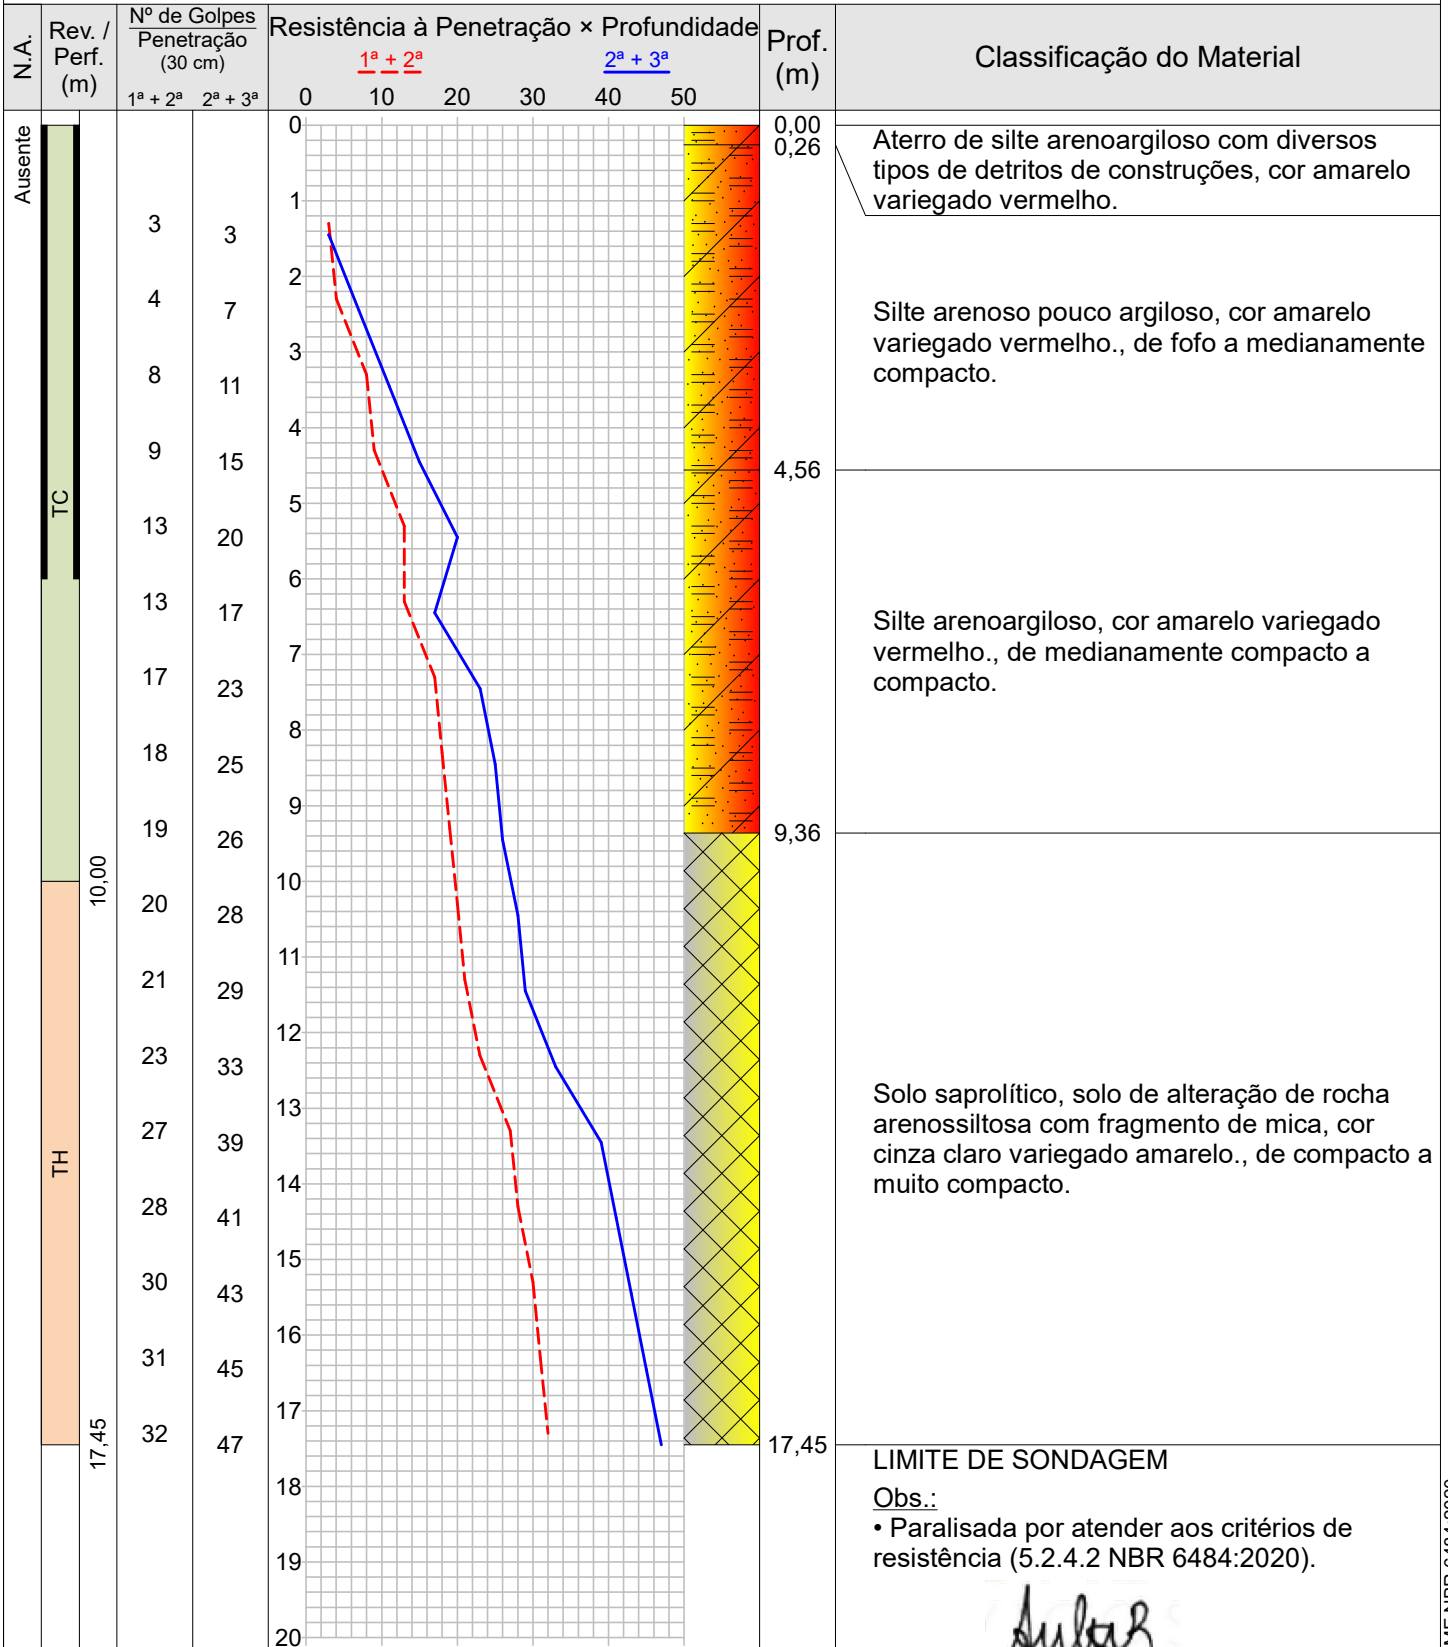 N.A.
Rev. /
Perf.
(m)
Nº de Golpes
Penetração
(30 cm)
1ª + 2ª 2ª + 3ª
Resistência à Penetração × Profundidade
1ª + 2ª 2ª + 3ª
0 10 20 30 40 50
Prof.
(m)
Classificação do Material
Ausente
TC
10,00
TH
17,45
3 3
4 7
8 11
9 15
13 20
13 17
17 23
18 25
19 26
20 28
21 29
23 33
27 39
28 41
30 43
31 45
32 47
0
1
2
3
4
5
6
7
8
9
10
11
12
13
14
15
16
17
18
19
20
0,00
0,26
4,56
9,36
17,45
Aterro de silte arenoargiloso com diversos
tipos de detritos de construções, cor amarelo
variegado vermelho.
Silte arenoso pouco argiloso, cor amarelo
variegado vermelho., de fofo a medianamente
compacto.
Silte arenoargiloso, cor amarelo variegado
vermelho., de medianamente compacto a
compacto.
Solo saprolítico, solo de alteração de rocha
arenossiltosa com fragmento de mica, cor
cinza claro variegado amarelo., de compacto a
muito compacto.
LIMITE DE SONDAGEM
Obs.:
• Paralisada por atender aos critérios de
resistência (5.2.4.2 NBR 6484:2020).